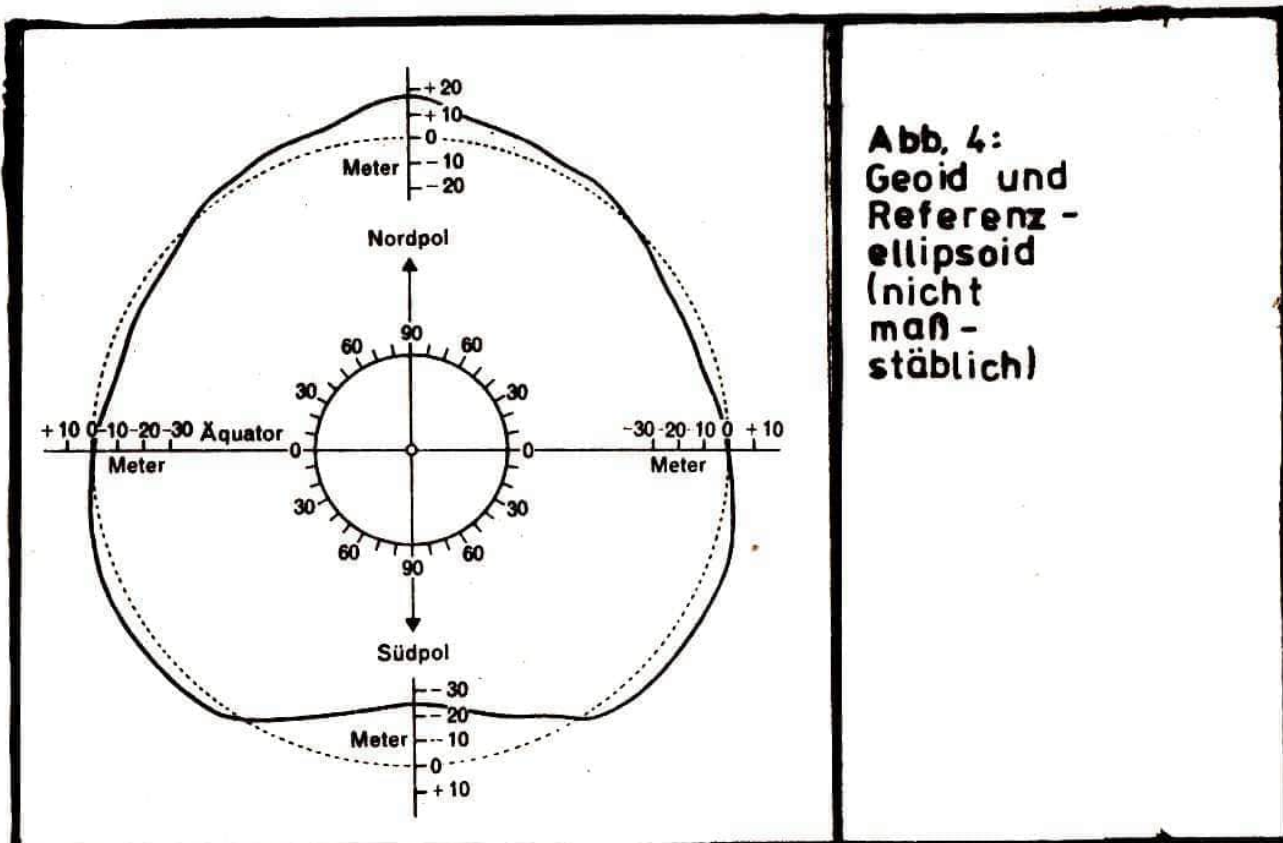 + 20
+ 10
0
Meter
- 10
- 20
Nordpol
90
60 60
30 30
+ 10 0 -10 -20 -30 Äquator 0 0 -30 -20 -10 0 + 10
Meter Meter
30 30
60 60
90
Südpol
- 30
- 20
Meter - 10
0
+ 10
Abb. 4:
Geoid und
Referenz -
ellipsoid
(nicht
maß -
stäblich)